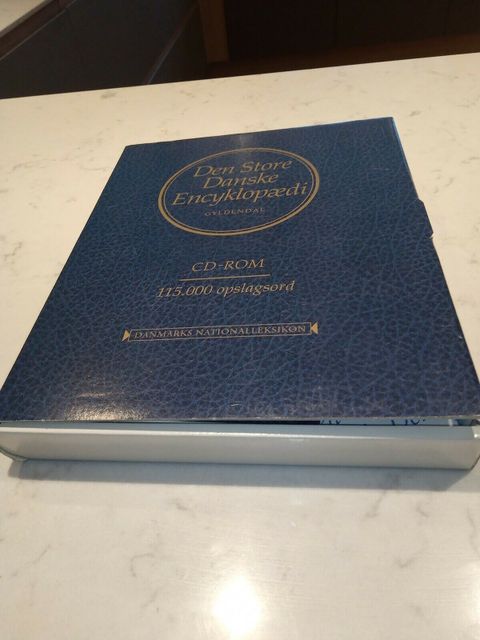 Den Store
Danske
Encyklopædi
GYLDENDAL
CD-ROM
115.000 opslagsord
DANMARKS NATIONALLEKSIKON